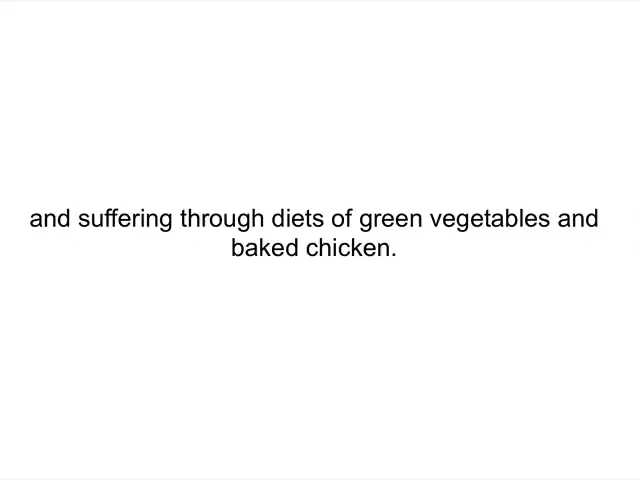 and suffering through diets of green vegetables and
baked chicken.